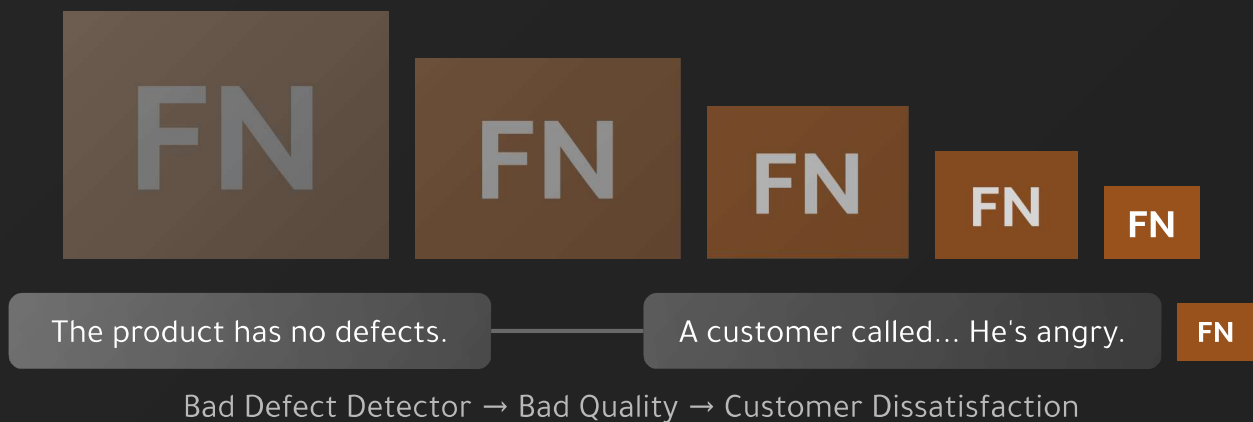 FN FN FN FN FN
The product has no defects. A customer called... He's angry. FN
Bad Defect Detector → Bad Quality → Customer Dissatisfaction